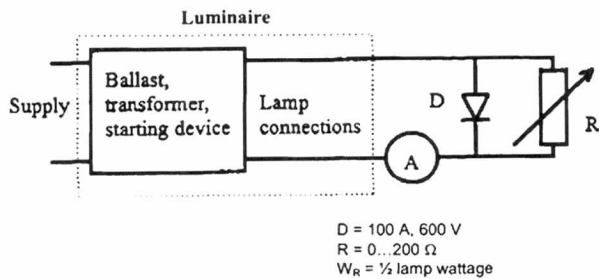 Luminaire
Supply
Ballast,
transformer,
starting device
Lamp
connections
D
R
A
D = 100 A, 600 V
R = 0...200 Ω
W_R = ½ lamp wattage